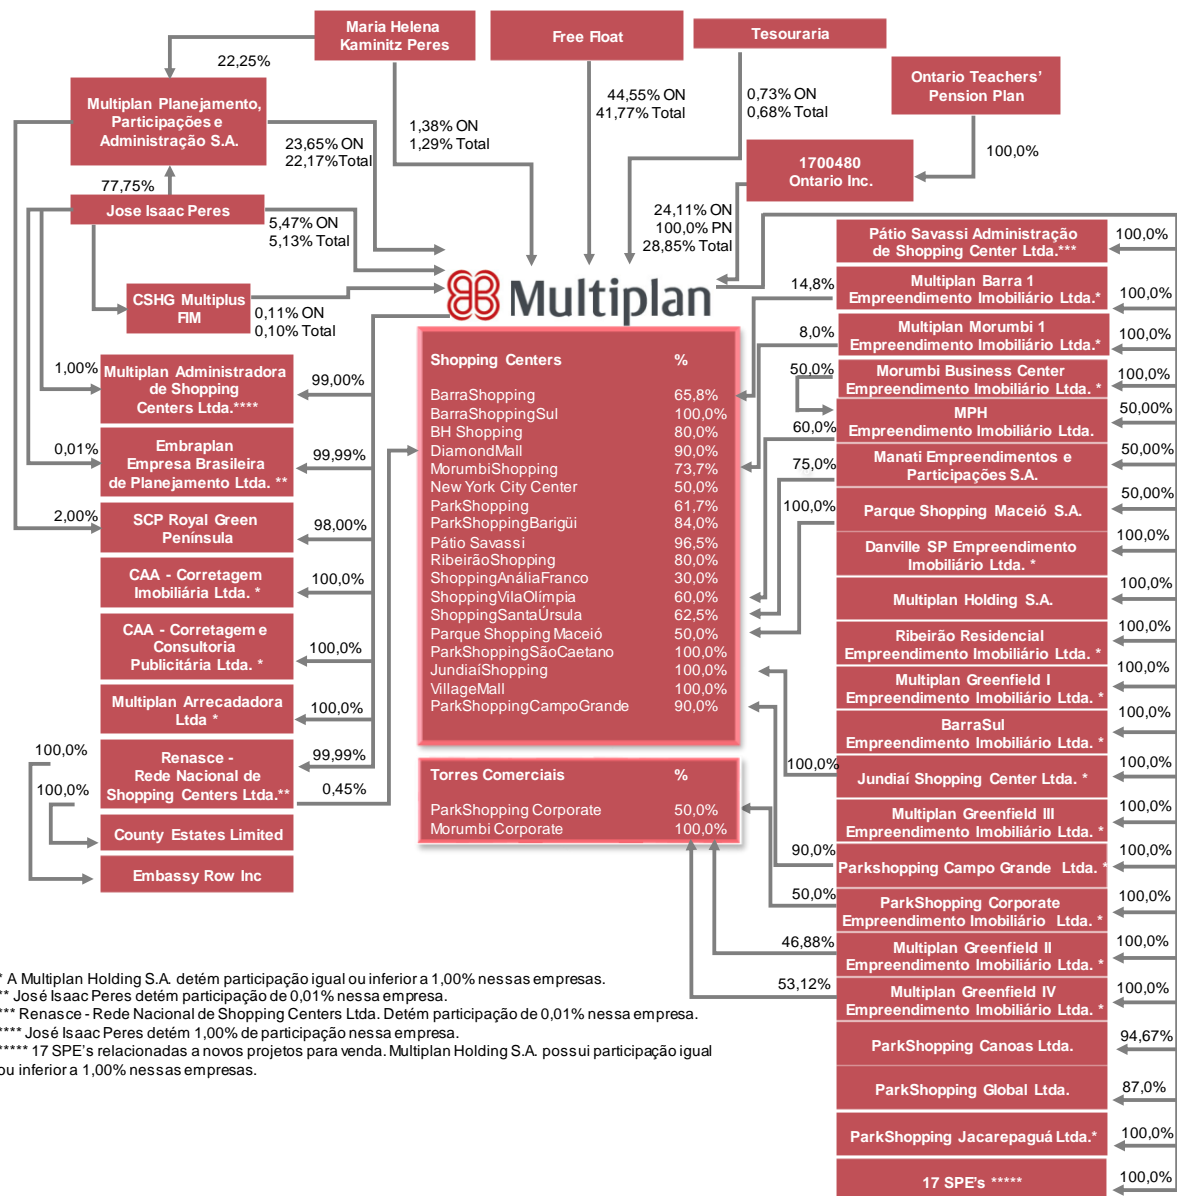 Maria Helena
Kaminitz Peres
Free Float
Tesouraria
Ontario Teachers'
Pension Plan
22,25%
Multiplan Planejamento,
Participações e
Administração S.A.
23,65% ON
22,17%Total
1,38% ON
1,29% Total
44,55% ON
41,77% Total
0,73% ON
0,68% Total
100,0%
1700480
Ontario Inc.
77,75%
Jose Isaac Peres
5,47% ON
5,13% Total
24,11% ON
100,0% PN
28,85% Total
CSHG Multiplus
FIM
0,11% ON
0,10% Total
Multiplan
1,00%
Multiplan Administradora
de Shopping
Centers Ltda.****
99,00%
0,01%
Embraplan
Empresa Brasileira
de Planejamento Ltda. **
99,99%
2,00%
SCP Royal Green
Península
98,00%
CAA - Corretagem
Imobiliária Ltda. *
100,0%
CAA - Corretagem e
Consultoria
Publicitária Ltda. *
100,0%
Multiplan Arrecadadora
Ltda *
100,0%
100,0%
Renasce -
Rede Nacional de
Shopping Centers Ltda.**
99,99%
0,45%
100,0%
County Estates Limited
Embassy Row Inc
Shopping Centers %
BarraShopping 65,8%
BarraShoppingSul 100,0%
BH Shopping 80,0%
DiamondMall 90,0%
MorumbiShopping 73,7%
New York City Center 50,0%
ParkShopping 61,7%
ParkShoppingBarigüi 84,0%
Pátio Savassi 96,5%
RibeirãoShopping 80,0%
ShoppingAnáliaFranco 30,0%
ShoppingVilaOlímpia 60,0%
ShoppingSantaÚrsula 62,5%
Parque Shopping Maceió 50,0%
ParkShoppingSãoCaetano 100,0%
JundiaíShopping 100,0%
VillageMall 100,0%
ParkShoppingCampoGrande 90,0%
Torres Comerciais %
ParkShopping Corporate 50,0%
Morumbi Corporate 100,0%
Pátio Savassi Administração
de Shopping Center Ltda.***
100,0%
14,8%
Multiplan Barra 1
Empreendimento Imobiliário Ltda.*
100,0%
8,0%
Multiplan Morumbi 1
Empreendimento Imobiliário Ltda.*
100,0%
50,0%
Morumbi Business Center
Empreendimento Imobiliário Ltda. *
100,0%
60,0%
MPH
Empreendimento Imobiliário Ltda.
50,00%
75,0%
Manati Empreendimentos e
Participações S.A.
50,00%
100,0%
Parque Shopping Maceió S.A.
50,00%
Danville SP Empreendimento
Imobiliário Ltda. *
100,0%
Multiplan Holding S.A.
100,0%
Ribeirão Residencial
Empreendimento Imobiliário Ltda. *
100,0%
Multiplan Greenfield I
Empreendimento Imobiliário Ltda. *
100,0%
BarraSul
Empreendimento Imobiliário Ltda. *
100,0%
100,0%
Jundiaí Shopping Center Ltda. *
100,0%
Multiplan Greenfield III
Empreendimento Imobiliário Ltda. *
100,0%
90,0%
Parkshopping Campo Grande Ltda. *
100,0%
50,0%
ParkShopping Corporate
Empreendimento Imobiliário Ltda. *
100,0%
46,88%
Multiplan Greenfield II
Empreendimento Imobiliário Ltda. *
100,0%
53,12%
Multiplan Greenfield IV
Empreendimento Imobiliário Ltda. *
100,0%
ParkShopping Canoas Ltda.
94,67%
ParkShopping Global Ltda.
87,0%
ParkShopping Jacarepaguá Ltda.*
100,0%
17 SPE's *****
100,0%
* A Multiplan Holding S.A. detém participação igual ou inferior a 1,00% nessas empresas.
** José Isaac Peres detém participação de 0,01% nessa empresa.
*** Renasce - Rede Nacional de Shopping Centers Ltda. Detém participação de 0,01% nessa empresa.
**** José Isaac Peres detém 1,00% de participação nessa empresa.
***** 17 SPE's relacionadas a novos projetos para venda. Multiplan Holding S.A. possui participação igual
ou inferior a 1,00% nessas empresas.